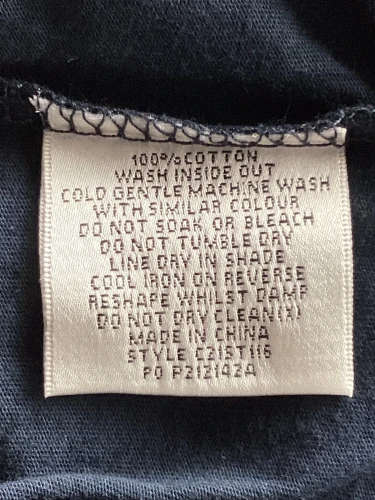 100% COTTON
WASH INSIDE OUT
COLD GENTLE MACHINE WASH
WITH SIMILAR COLOUR
DO NOT SOAK OR BLEACH
DO NOT TUMBLE DRY
LINE DRY IN SHADE
COOL IRON ON REVERSE
RESHAPE WHILST DAMP
DO NOT DRY CLEAN(X)
MADE IN CHINA
STYLE C21ST116
PO P212142A